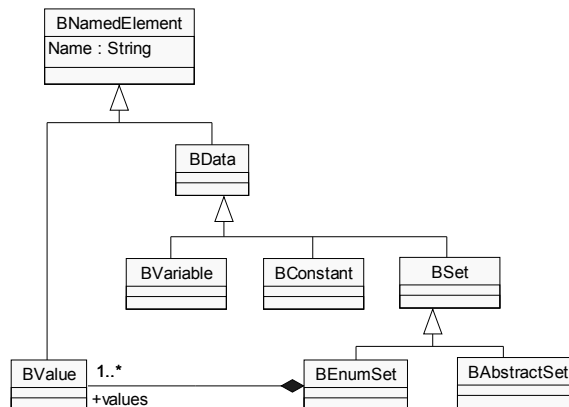 BNamedElement
Name : String
BData
BVariable
BConstant
BSet
BValue
1..*
+values
BEnumSet
BAbstractSet